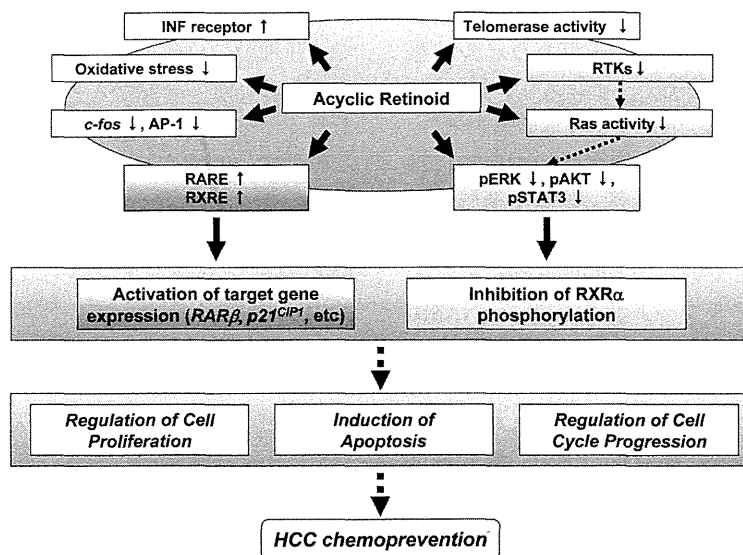 INF receptor ↑
Telomerase activity ↓
Oxidative stress ↓
RTKs ↓
Acyclic Retinoid
c-fos ↓, AP-1 ↓
Ras activity ↓
RARE ↑
RXRE ↑
pERK ↓, pAKT ↓,
pSTAT3 ↓
Activation of target gene
expression (RARβ, p21CIP1, etc)
Inhibition of RXRα
phosphorylation
Regulation of Cell
Proliferation
Induction of
Apoptosis
Regulation of Cell
Cycle Progression
HCC chemoprevention